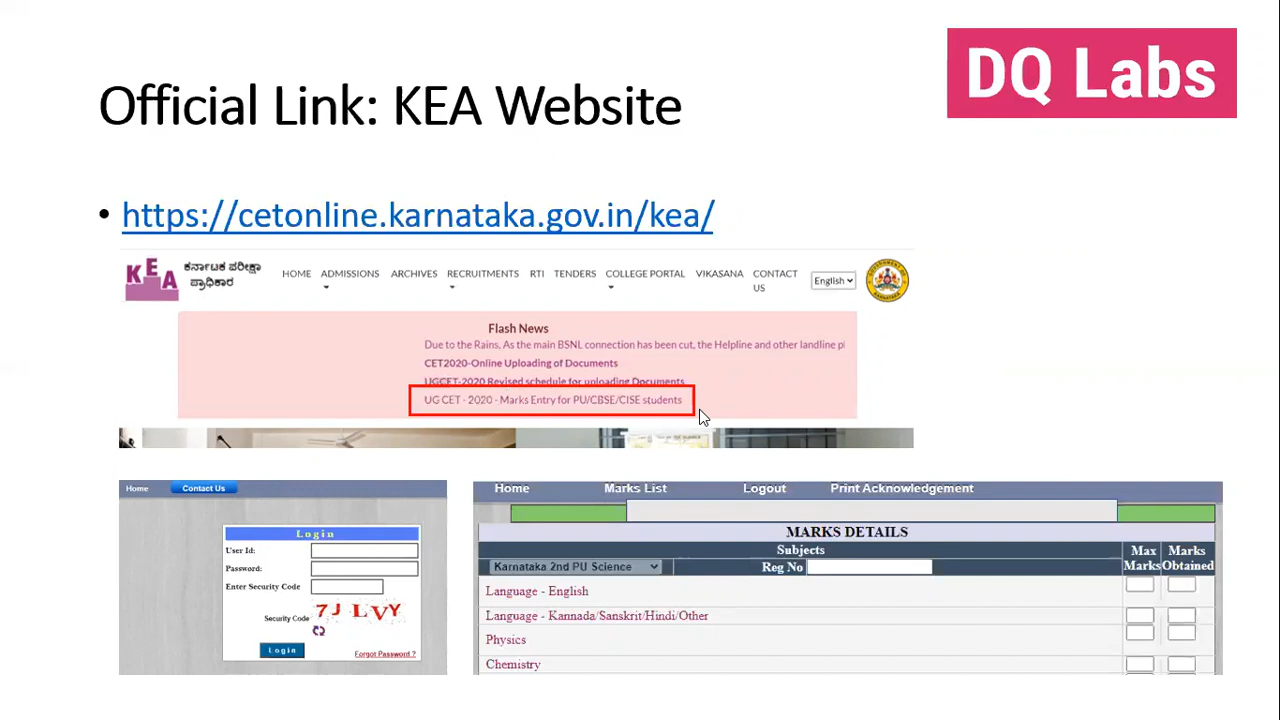 DQ Labs
Official Link: KEA Website
• https://cetonline.karnataka.gov.in/kea/
KEA ಕರ್ನಾಟಕ ಪರೀಕ್ಷಾ
ಪ್ರಾಧಿಕಾರ
HOME ADMISSIONS ARCHIVES RECRUITMENTS RTI TENDERS COLLEGE PORTAL VIKASANA CONTACT US English
Flash News
Due to the Rains, As the main BSNL connection has been cut, the Helpline and other landline
CET2020-Online Uploading of Documents
UGCET-2020 Revised schedule for uploading Documents
UG CET - 2020 - Marks Entry for PU/CBSE/CISE students
Home Contact Us
Login
User Id:
Password:
Enter Security Code
Security Code 7J LVY
Login Forgot Password ?
Home Marks List Logout Print Acknowledgement
MARKS DETAILS
Subjects Max Marks Marks Obtained
Karnataka 2nd PU Science Reg No
Language - English
Language - Kannada/Sanskrit/Hindi/Other
Physics
Chemistry